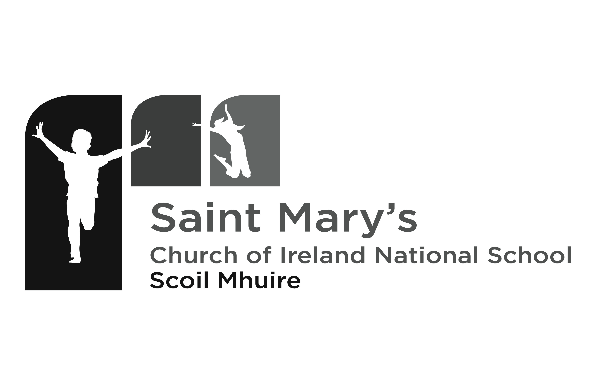 Saint Mary's
Church of Ireland National School
Scoil Mhuire